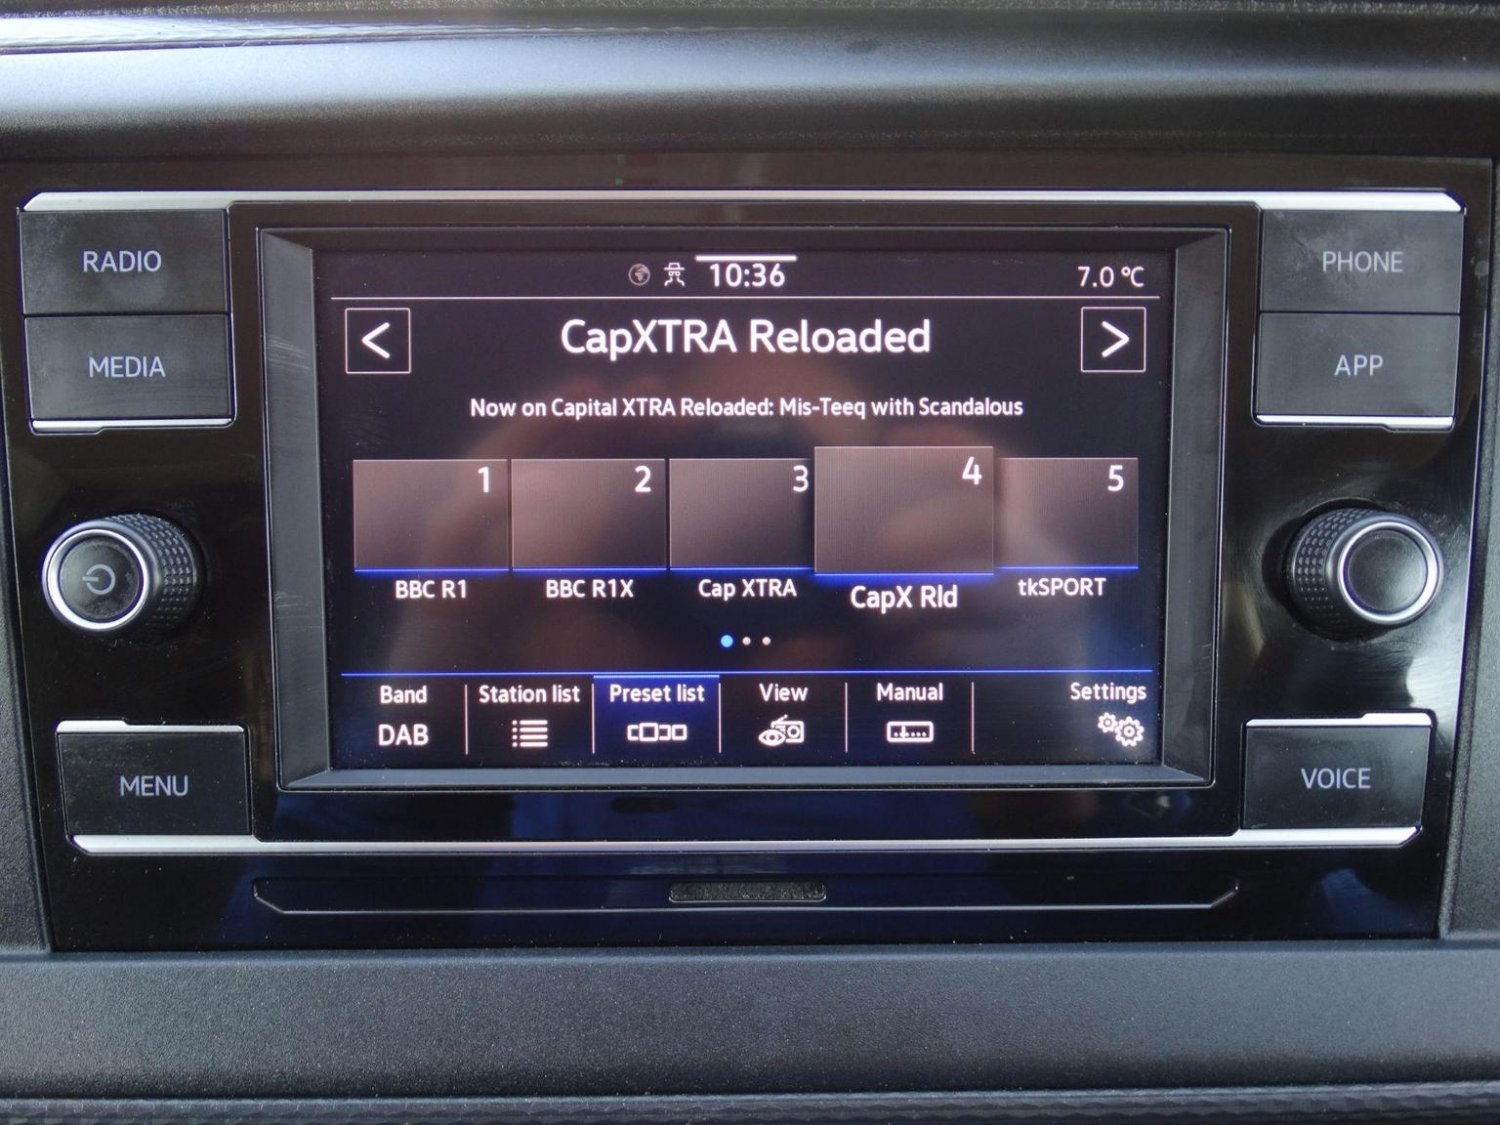 RADIO
MEDIA
MENU
10:36
7.0 °C
< CapXTRA Reloaded >
Now on Capital XTRA Reloaded: Mis-Teeq with Scandalous
1 2 3 4 5
BBC R1 BBC R1X Cap XTRA CapX Rld tkSPORT
Band Station list Preset list View Manual Settings
DAB
PHONE
APP
VOICE